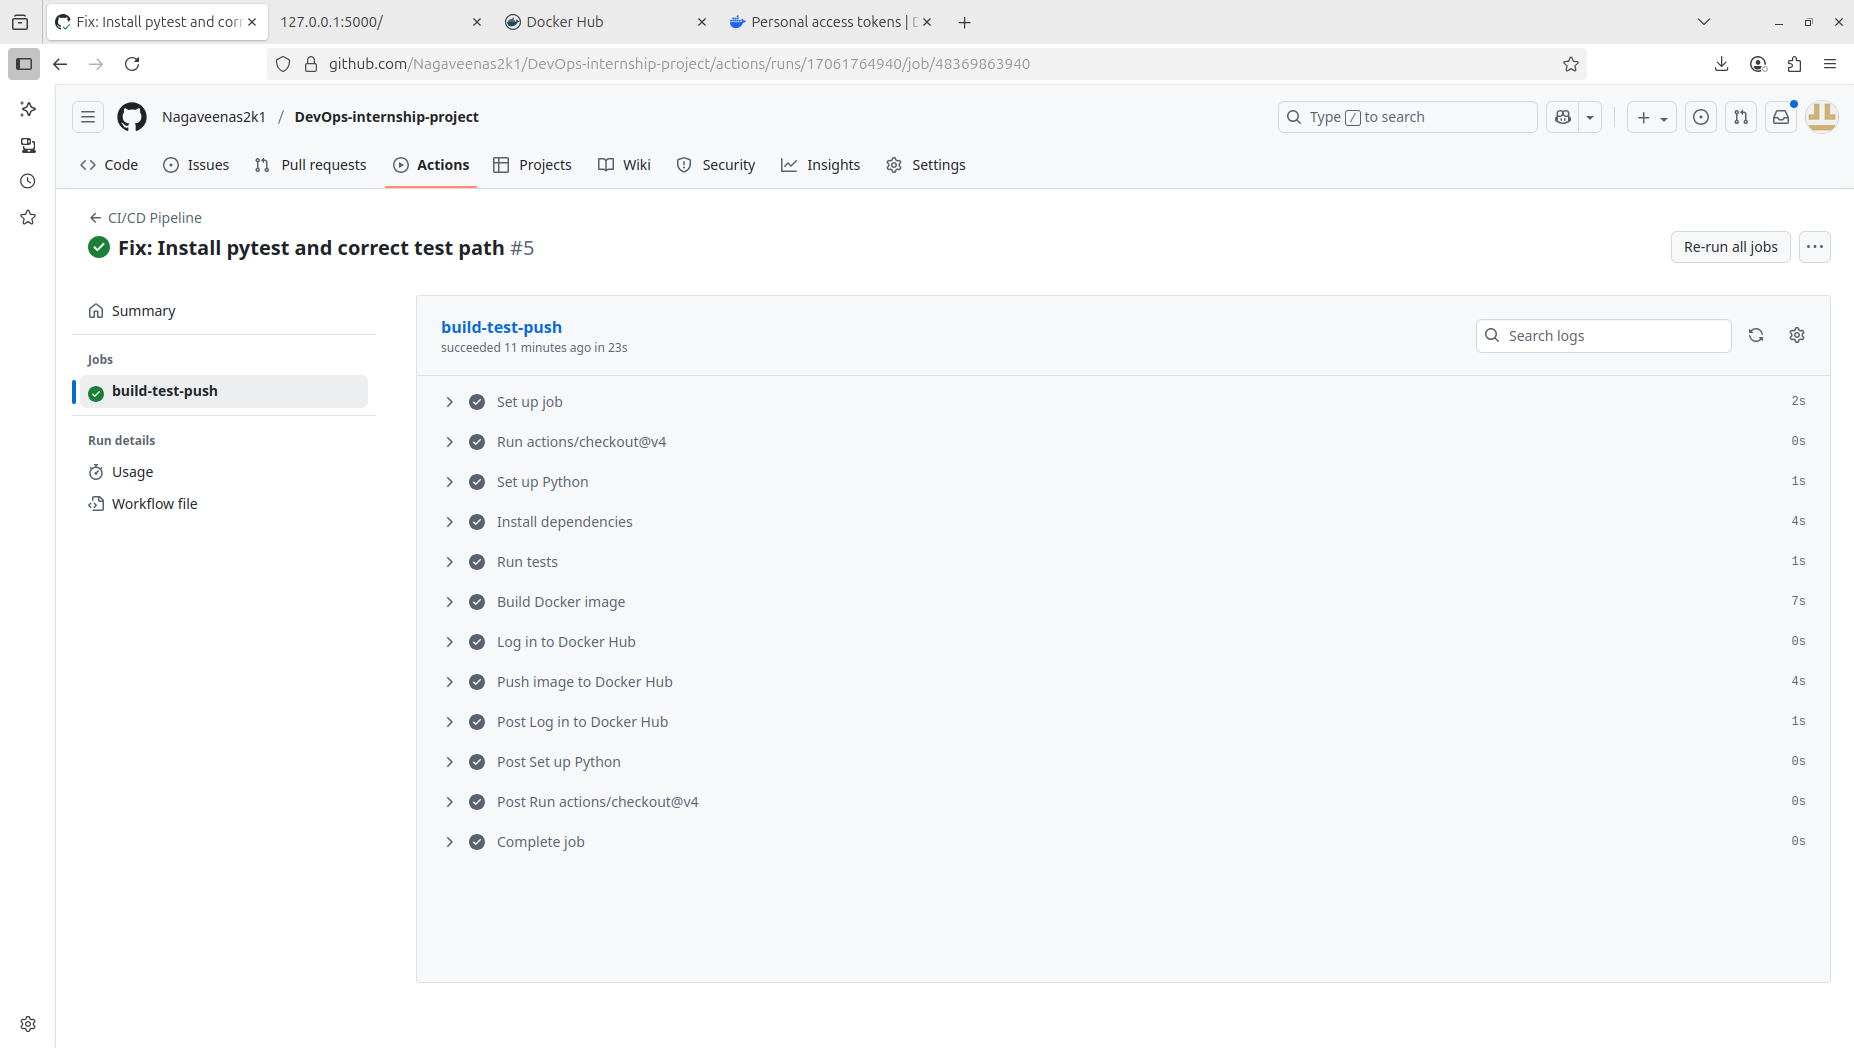 Fix: Install pytest and corr
127.0.0.1:5000/
Docker Hub
Personal access tokens |
github.com/Nagaveenas2k1/DevOps-internship-project/actions/runs/17061764940/job/48369863940
Nagaveenas2k1 / DevOps-internship-project
Type / to search
Code
Issues
Pull requests
Actions
Projects
Wiki
Security
Insights
Settings
CI/CD Pipeline
Fix: Install pytest and correct test path #5
Re-run all jobs
Summary
Jobs
build-test-push
Run details
Usage
Workflow file
build-test-push
succeeded 11 minutes ago in 23s
Search logs
Set up job 2s
Run actions/checkout@v4 0s
Set up Python 1s
Install dependencies 4s
Run tests 1s
Build Docker image 7s
Log in to Docker Hub 0s
Push image to Docker Hub 4s
Post Log in to Docker Hub 1s
Post Set up Python 0s
Post Run actions/checkout@v4 0s
Complete job 0s